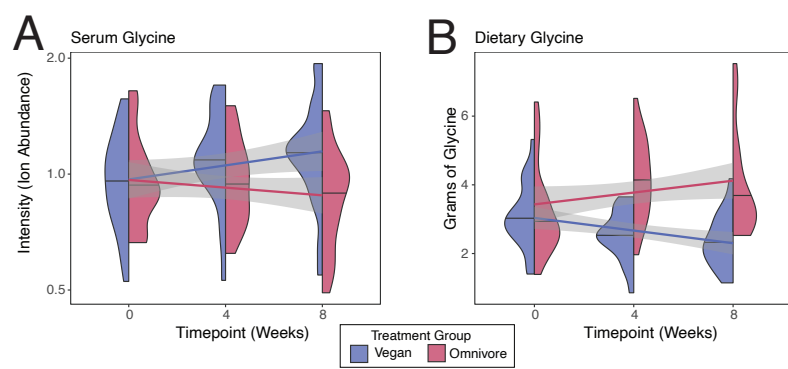 A
Serum Glycine
2.0
1.0
0.5
Intensity (Ion Abundance)
0 4 8
Timepoint (Weeks)
B
Dietary Glycine
6
4
2
Grams of Glycine
0 4 8
Timepoint (Weeks)
Treatment Group
Vegan Omnivore